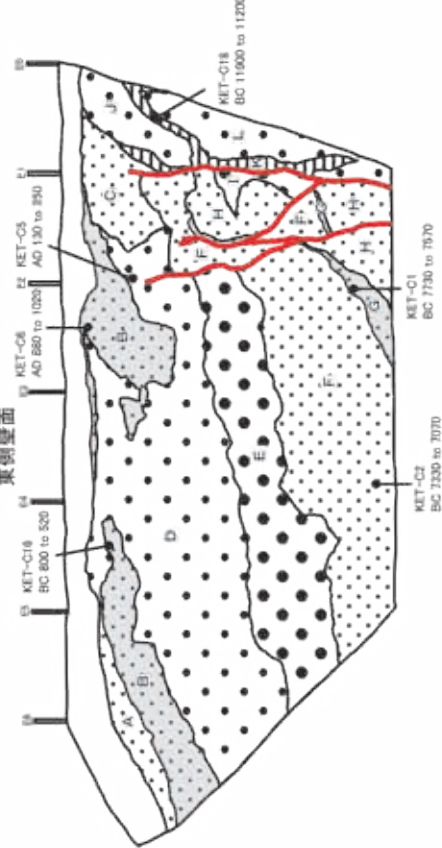 東側壁面
E6
E5
E4
E3
E2
E1
E0
KET-C16
BC 800 to 520
KET-C6
AD 880 to 1020
KET-C5
AD 130 to 350
KET-C18
BC 11900 to 11200
A
B
B
C
J
D
E
F
F
F
G
G
H
H
H
I
K
L
KET-C2
BC 7330 to 7070
KET-C1
BC 7730 to 7570